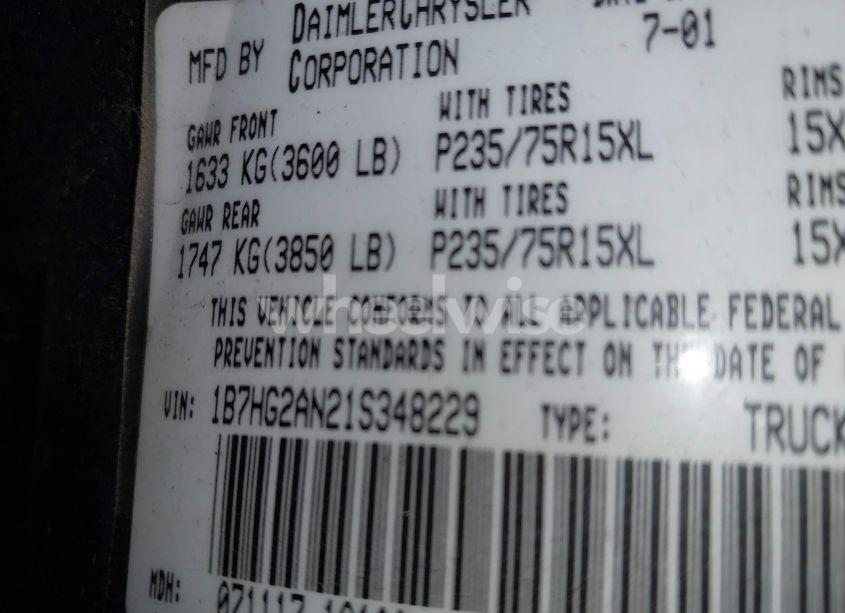 MFD BY DAIMLERCHRYSLER CORPORATION
7-01
GAWR FRONT WITH TIRES RIMS
1633 KG(3600 LB) P235/75R15XL 15X
GAWR REAR WITH TIRES RIMS
1747 KG(3850 LB) P235/75R15XL 15X
wheelwise
THIS VEHICLE CONFORMS TO ALL APPLICABLE FEDERAL
PREVENTION STANDARDS IN EFFECT ON THE DATE OF
VIN: 1B7HG2AN21S348229 TYPE: TRUCK
MDH: